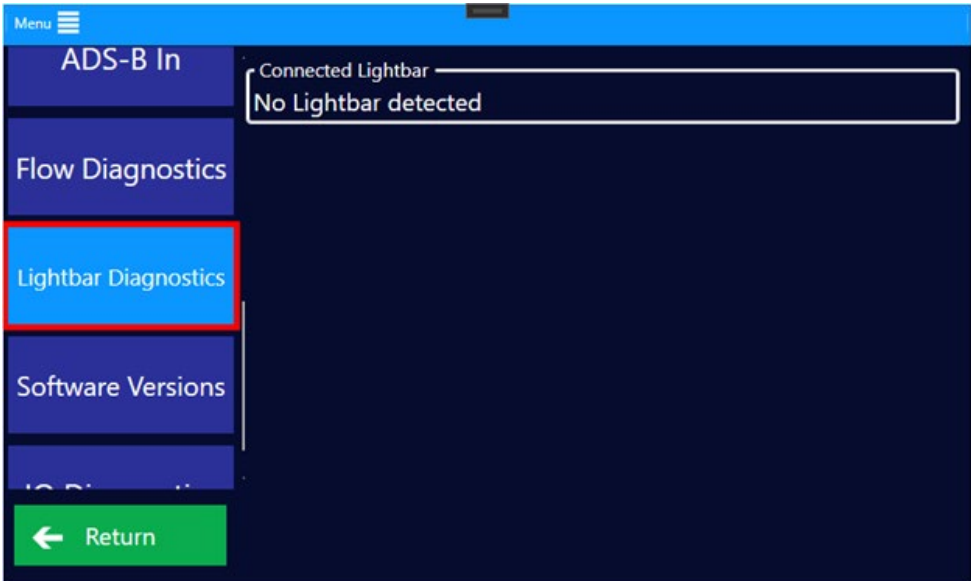 Menu
ADS-B In
Flow Diagnostics
Lightbar Diagnostics
Software Versions
Return
Connected Lightbar
No Lightbar detected